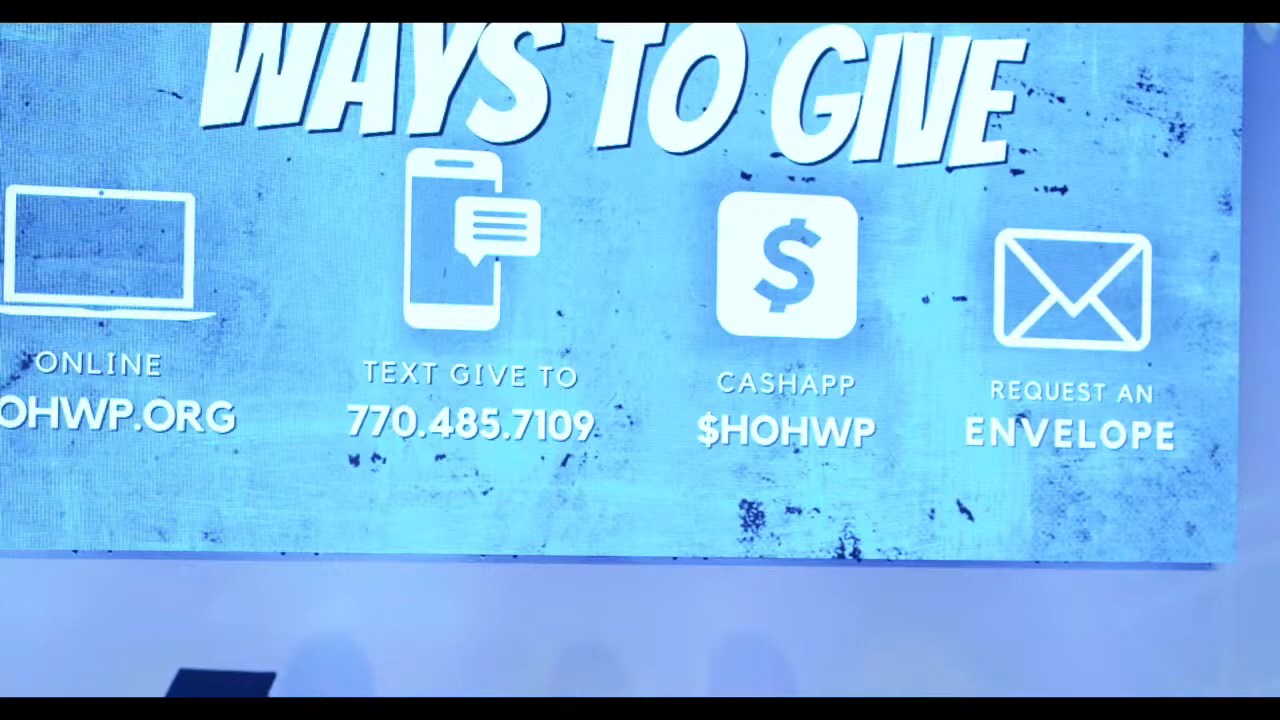 WAYS TO GIVE
ONLINE
OHWP.ORG
TEXT GIVE TO
770.485.7109
$
CASHAPP
$HOHWP
REQUEST AN
ENVELOPE